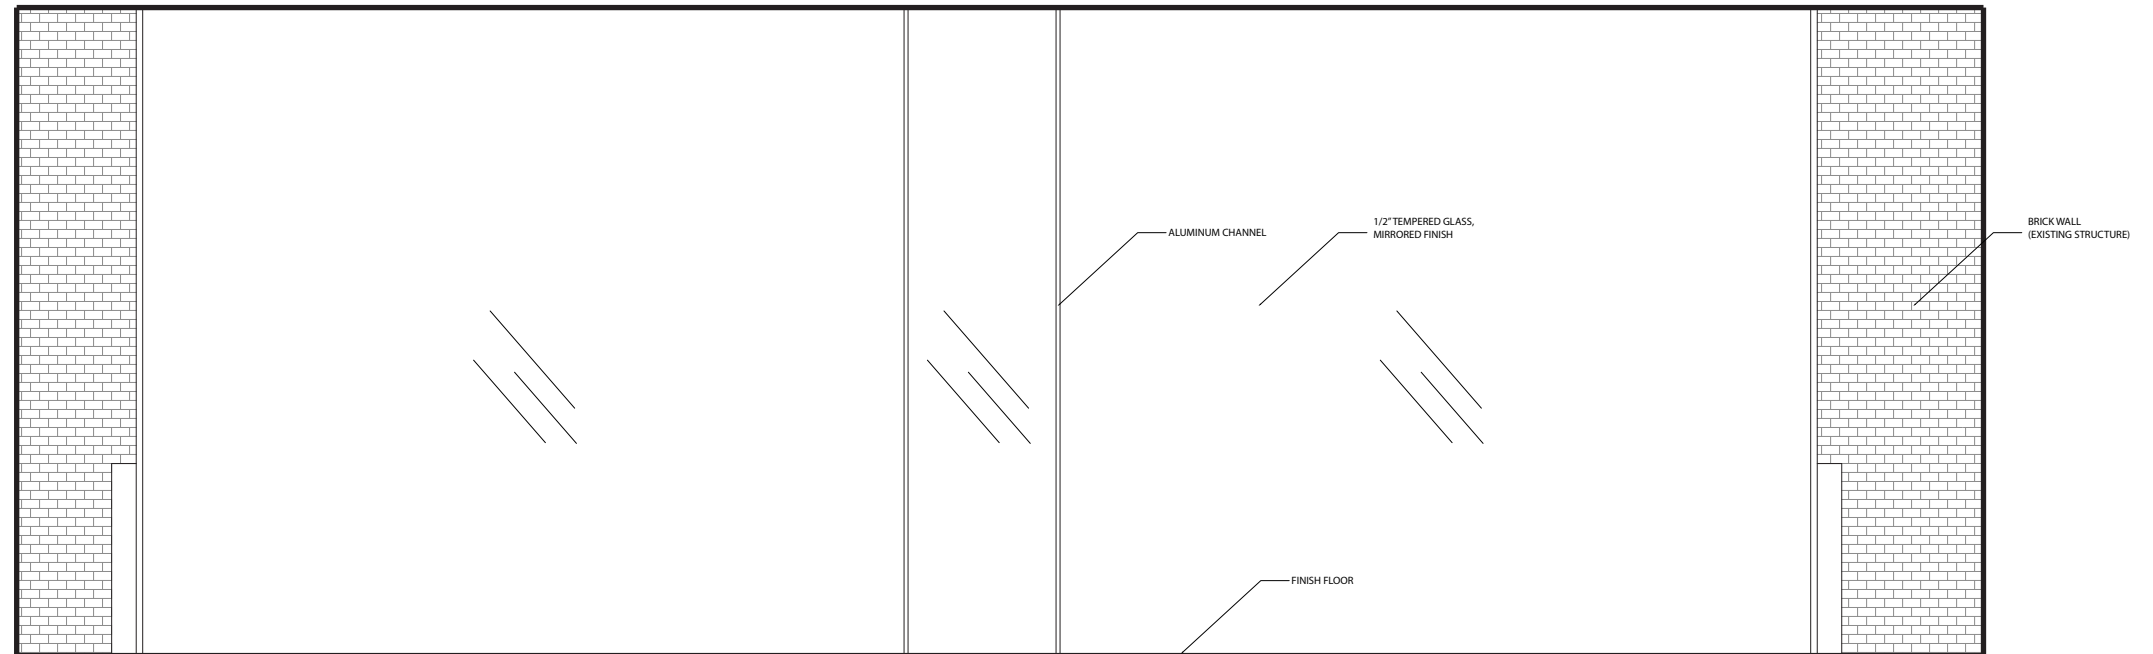 ALUMINUM CHANNEL
1/2" TEMPERED GLASS,
MIRRORED FINISH
BRICK WALL
(EXISTING STRUCTURE)
FINISH FLOOR